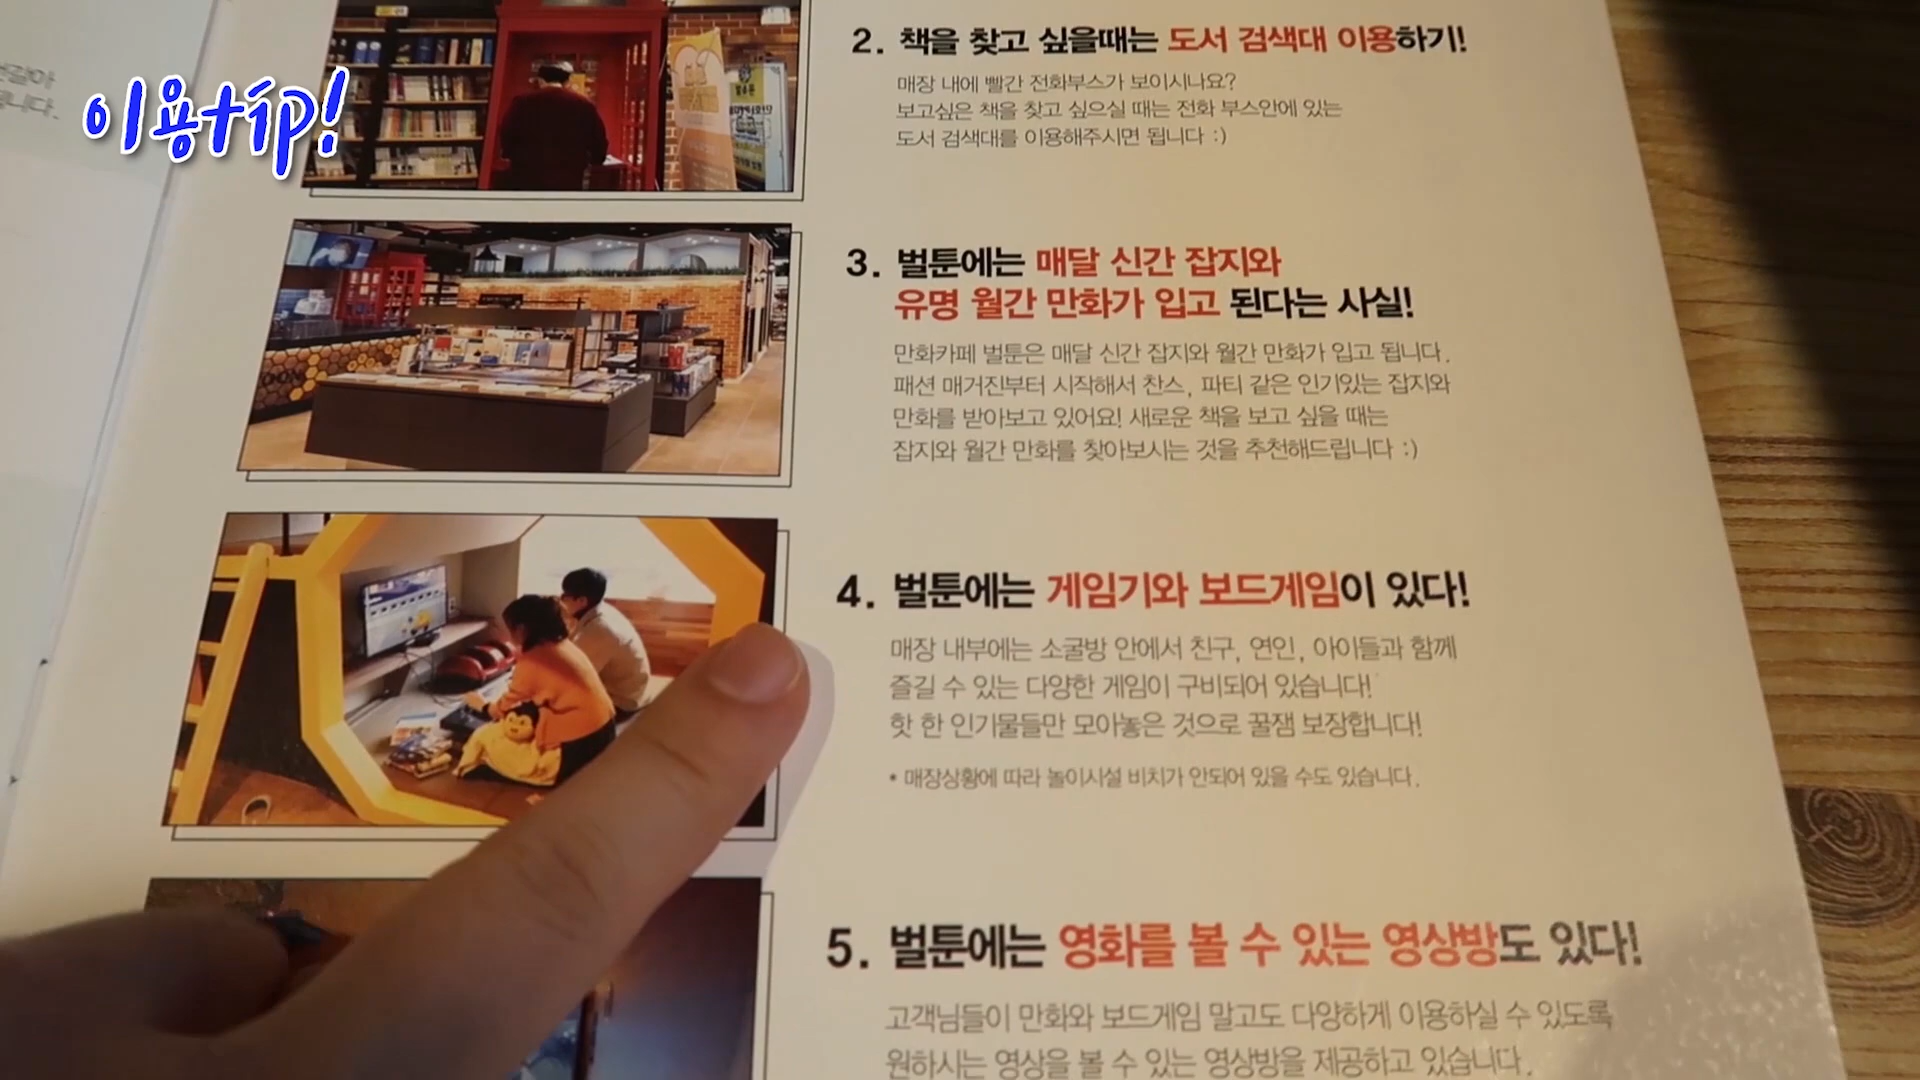 이용tip!
2. 책을 찾고 싶을때는 도서 검색대 이용하기!
매장 내에 빨간 전화부스가 보이시나요?
보고싶은 책을 찾고 싶으실 때는 전화 부스안에 있는
도서 검색대를 이용해주시면 됩니다 :)
3. 벌툰에는 매달 신간 잡지와
유명 월간 만화가 입고 된다는 사실!
만화카페 벌툰은 매달 신간 잡지와 월간 만화가 입고 됩니다.
패션 매거진부터 시작해서 찬스, 파티 같은 인기있는 잡지와
만화를 받아보고 있어요! 새로운 책을 보고 싶을 때는
잡지와 월간 만화를 찾아보시는 것을 추천해드립니다 :)
4. 벌툰에는 게임기와 보드게임이 있다!
매장 내부에는 소굴방 안에서 친구, 연인, 아이들과 함께
즐길 수 있는 다양한 게임이 구비되어 있습니다!
핫 한 인기물들만 모아놓은 것으로 꿀잼 보장합니다!
* 매장상황에 따라 놀이시설 비치가 안되어 있을 수도 있습니다.
5. 벌툰에는 영화를 볼 수 있는 영상방도 있다!
고객님들이 만화와 보드게임 말고도 다양하게 이용하실 수 있도록
원하시는 영상을 볼 수 있는 영상방을 제공하고 있습니다.